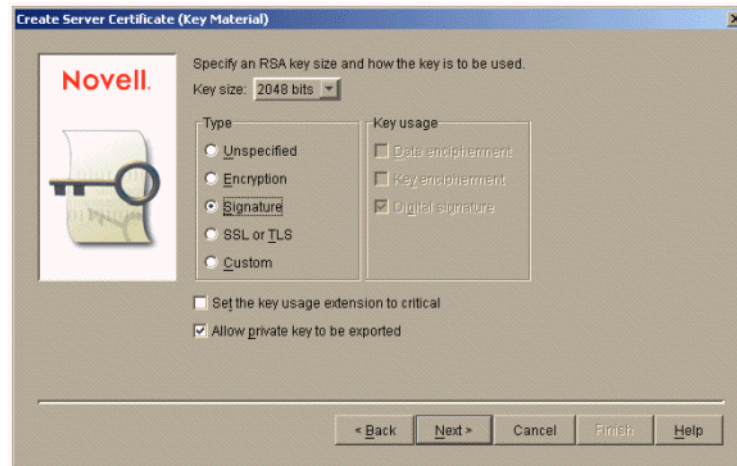 Create Server Certificate (Key Material)
Novell.
Specify an RSA key size and how the key is to be used.
Key size: 2048 bits
Type
Unspecified
Encryption
Signature
SSL or TLS
Custom
Key usage
Data encipherment
Key encipherment
Digital signature
Set the key usage extension to critical
Allow private key to be exported
< Back
Next >
Cancel
Finish
Help